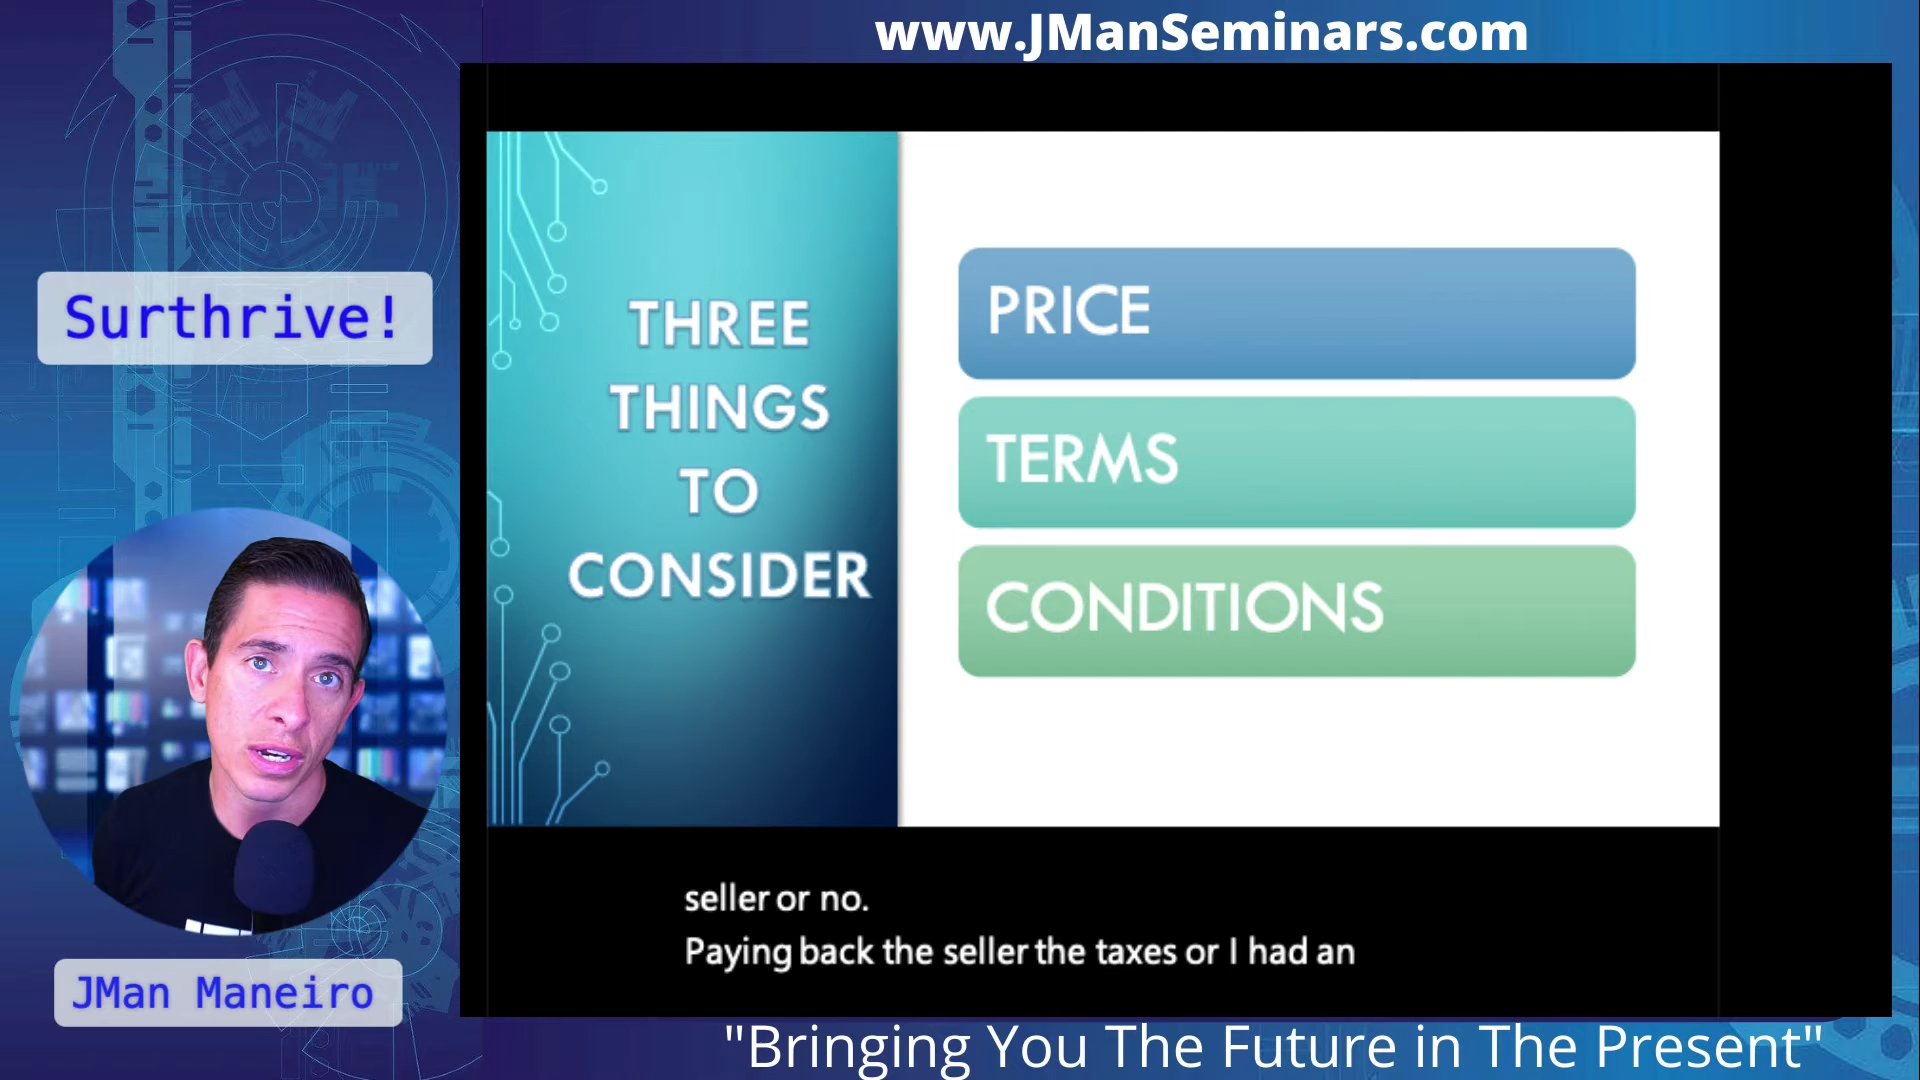 www.JManSeminars.com
Surthrive!
THREE
THINGS
TO
CONSIDER
PRICE
TERMS
CONDITIONS
JMan Maneiro
seller or no.
Paying back the seller the taxes or I had an
"Bringing You The Future in The Present"